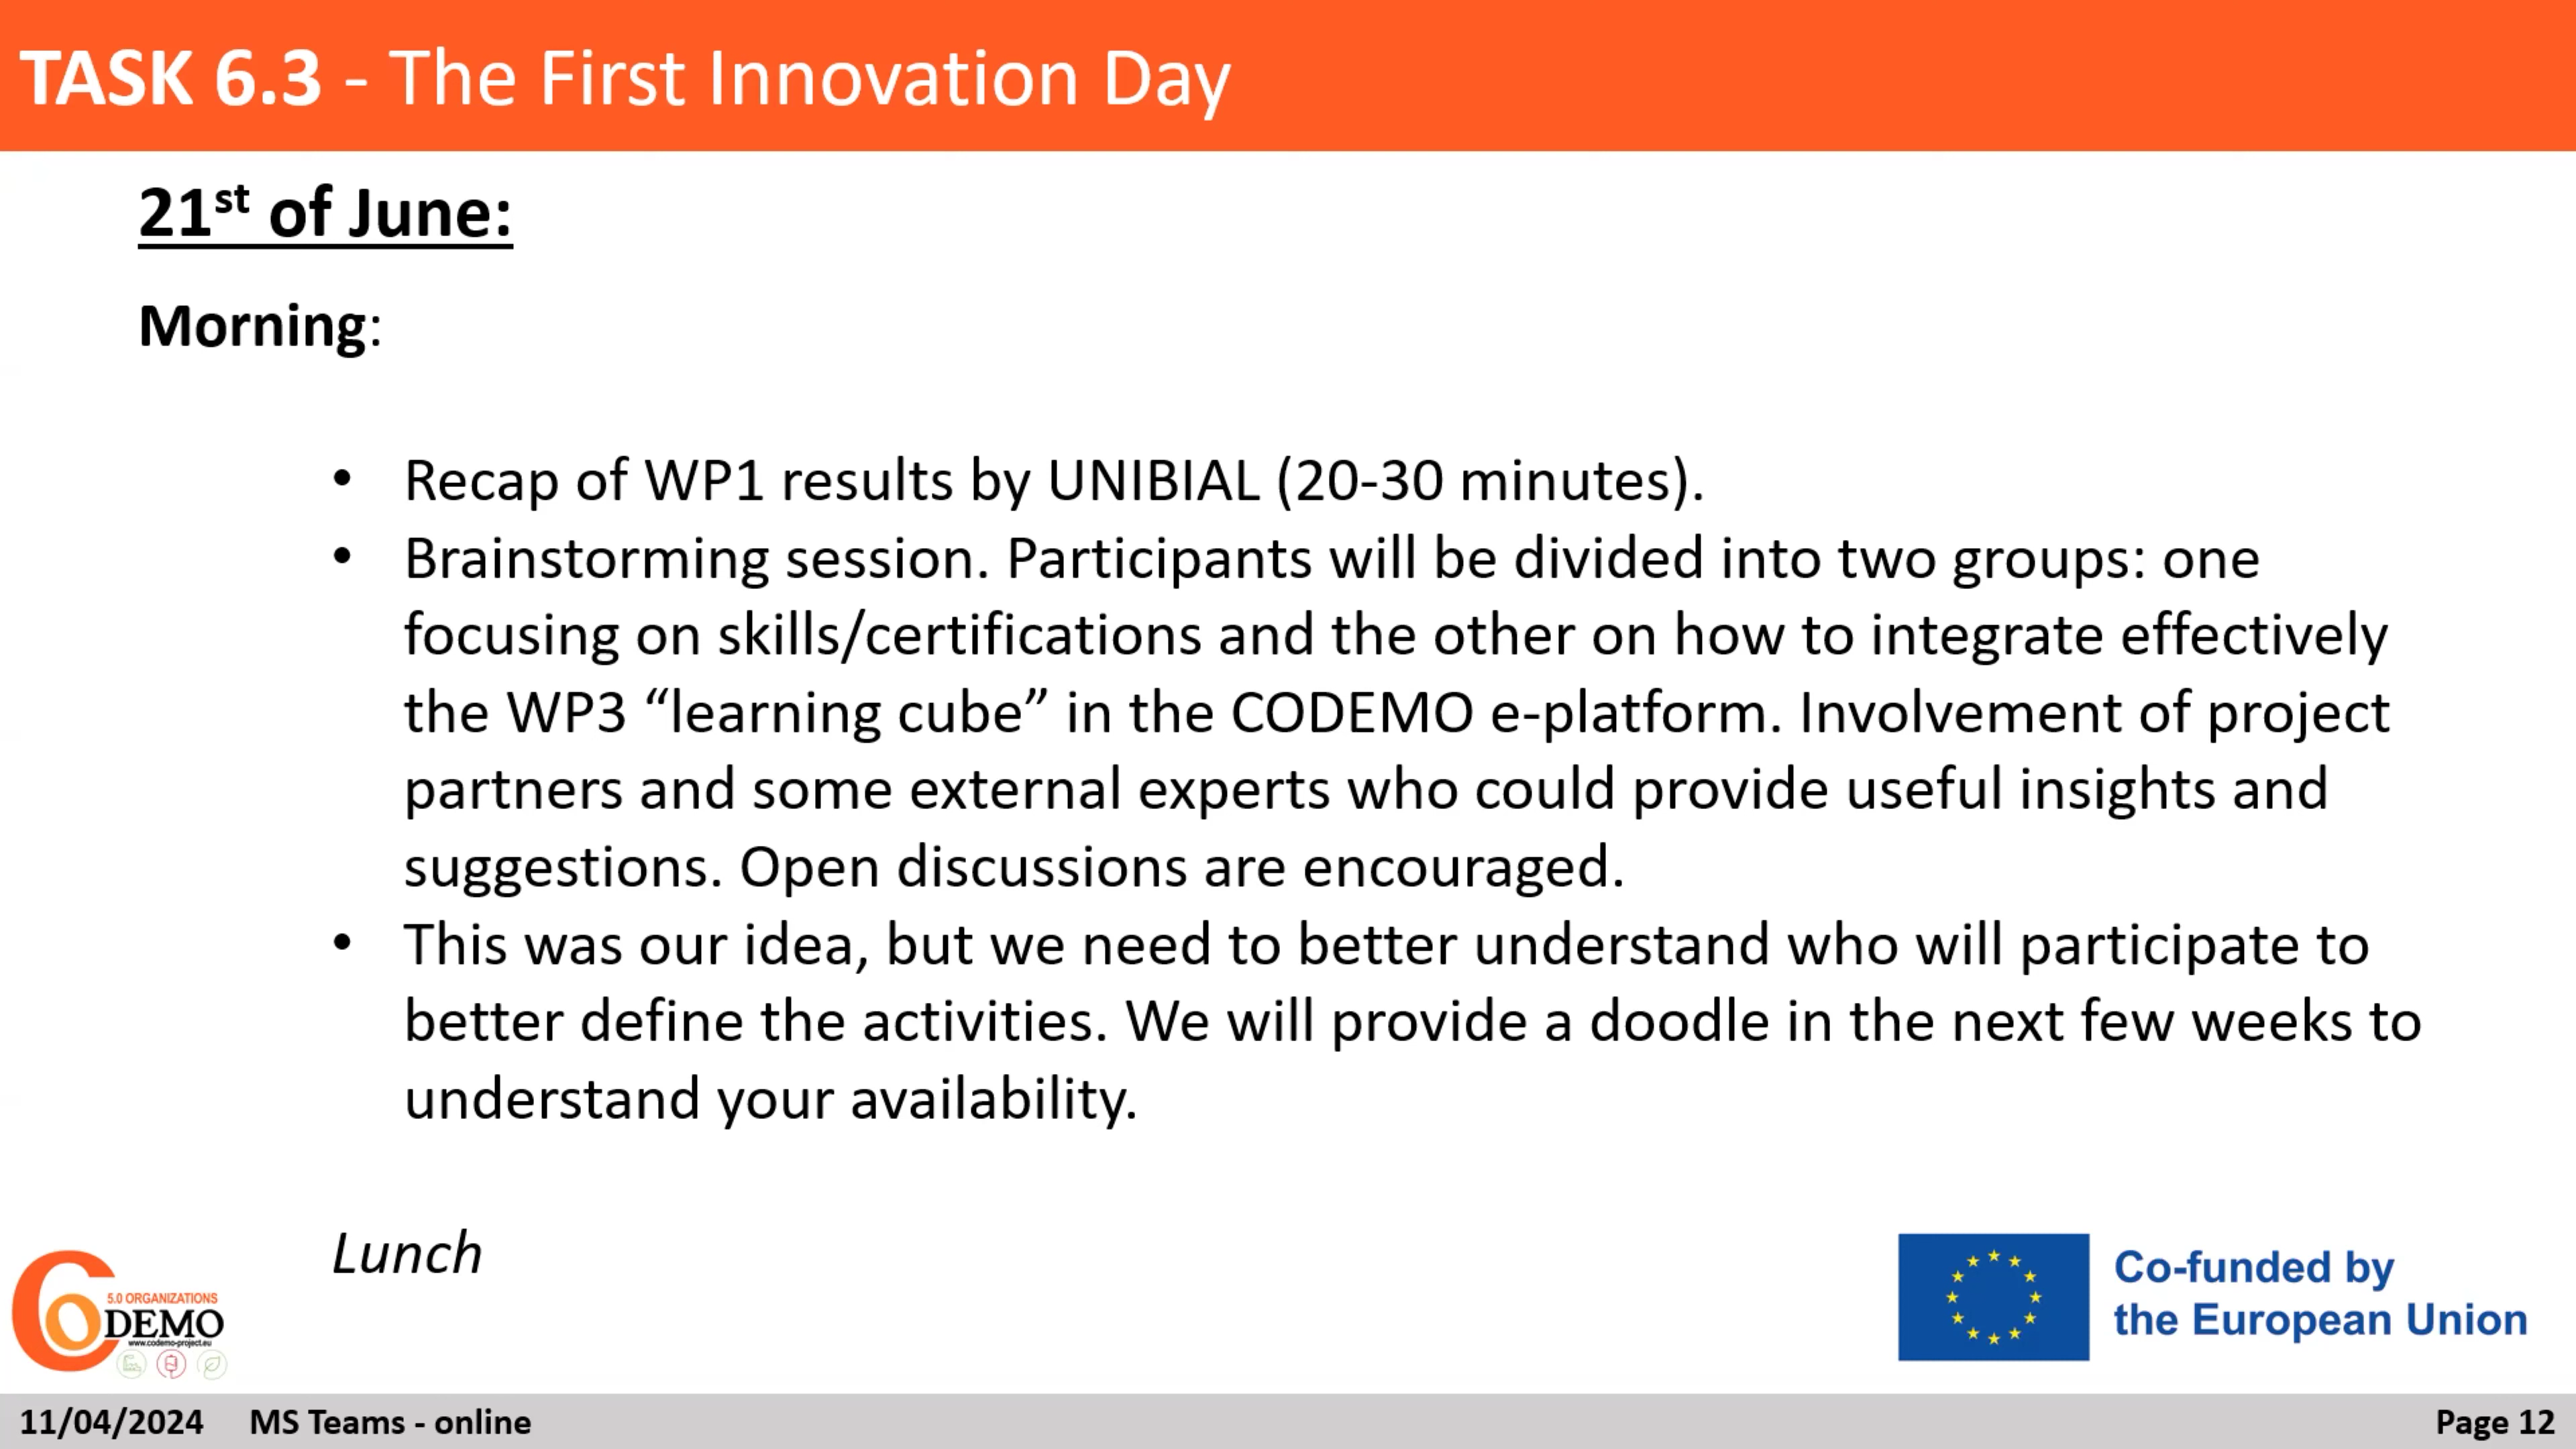 TASK 6.3 - The First Innovation Day
21st of June:
Morning:
• Recap of WP1 results by UNIBIAL (20-30 minutes).
• Brainstorming session. Participants will be divided into two groups: one
focusing on skills/certifications and the other on how to integrate effectively
the WP3 “learning cube” in the CODEMO e-platform. Involvement of project
partners and some external experts who could provide useful insights and
suggestions. Open discussions are encouraged.
• This was our idea, but we need to better understand who will participate to
better define the activities. We will provide a doodle in the next few weeks to
understand your availability.
Lunch
5.0 ORGANIZATIONS
CODEMO
www.codemo-project.eu
Co-funded by
the European Union
11/04/2024 MS Teams - online Page 12